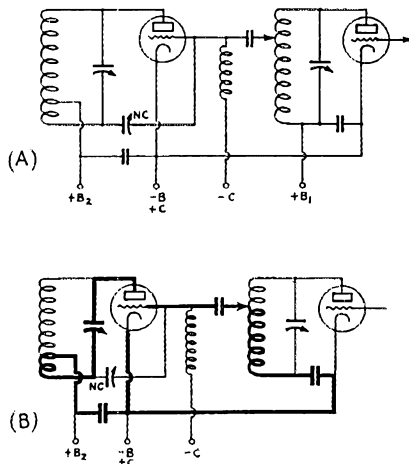 NC
(A)
+B₂ -B -C +B₁
+C
NC
(B)
+B₂ -B -C
+C